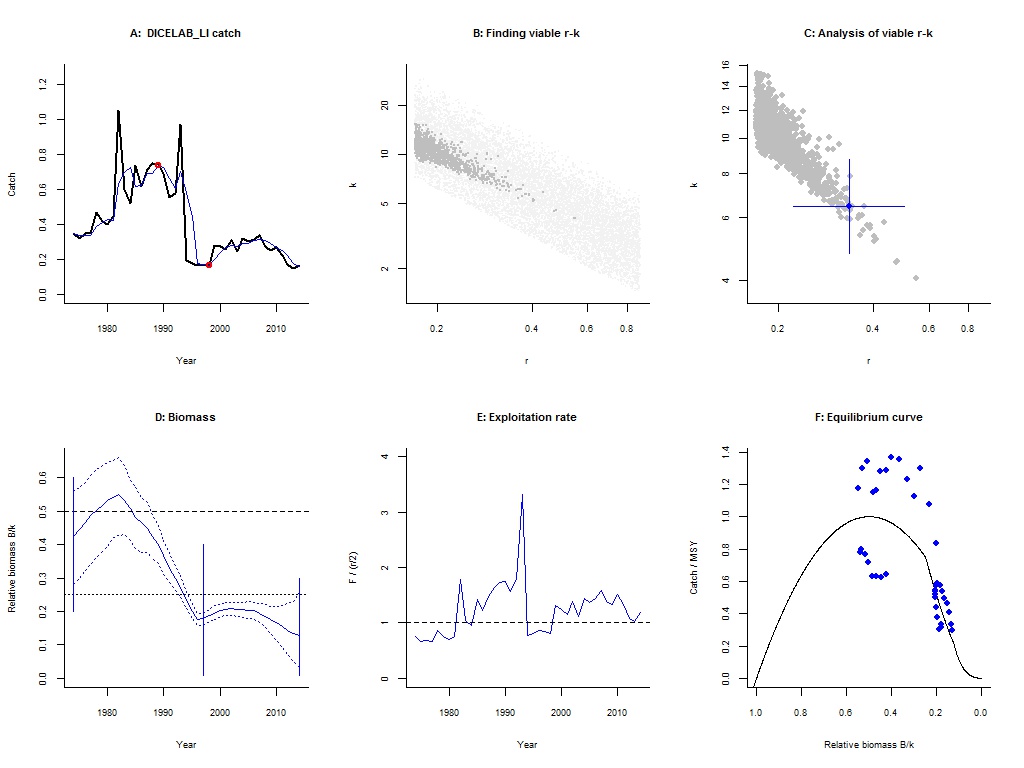 A:  DICELAB_LI catch
B: Finding viable r-k
C: Analysis of viable r-k
Catch
0.0 0.2 0.4 0.6 0.8 1.0 1.2
1980 1990 2000 2010
Year
k
2 5 10 20
0.2 0.4 0.6 0.8
r
k
4 6 8 10 12 14 16
0.2 0.4 0.6 0.8
r
D: Biomass
E: Exploitation rate
F: Equilibrium curve
Relative biomass B/k
0.0 0.1 0.2 0.3 0.4 0.5 0.6
1980 1990 2000 2010
Year
F / (r/2)
0 1 2 3 4
1980 1990 2000 2010
Year
Catch / MSY
0.0 0.2 0.4 0.6 0.8 1.0 1.2 1.4
1.0 0.8 0.6 0.4 0.2 0.0
Relative biomass B/k